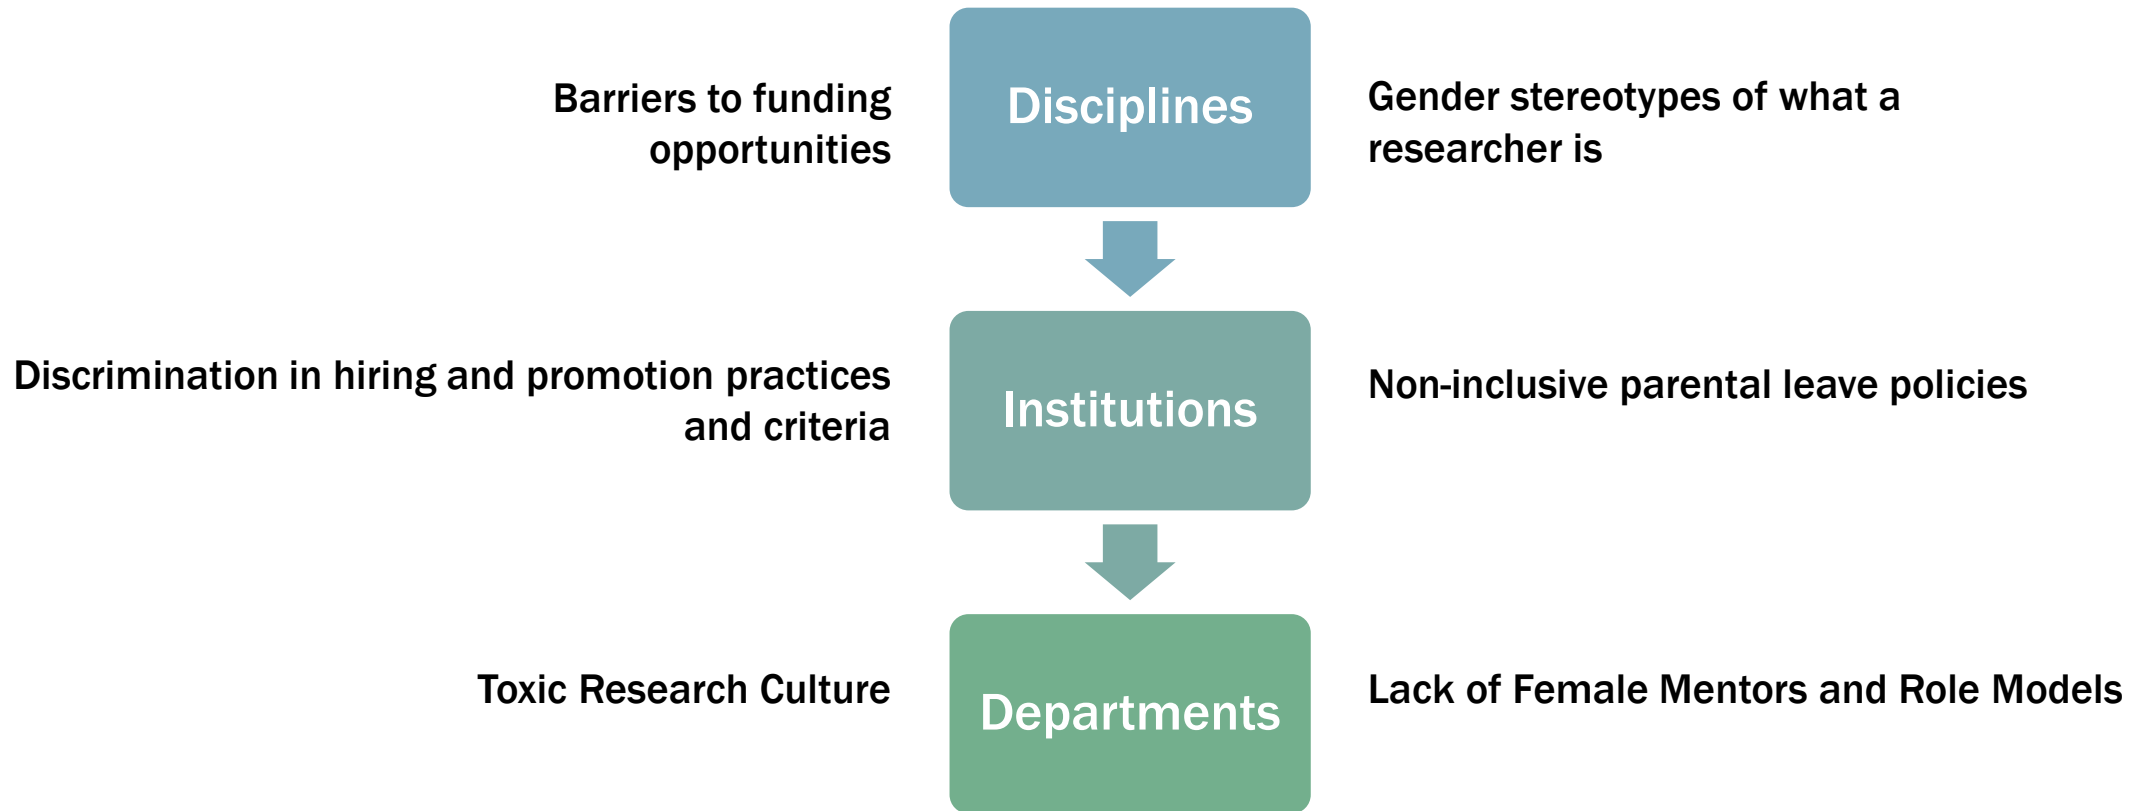 Barriers to funding
opportunities
Disciplines
Gender stereotypes of what a
researcher is
Discrimination in hiring and promotion practices
and criteria
Institutions
Non-inclusive parental leave policies
Toxic Research Culture
Departments
Lack of Female Mentors and Role Models